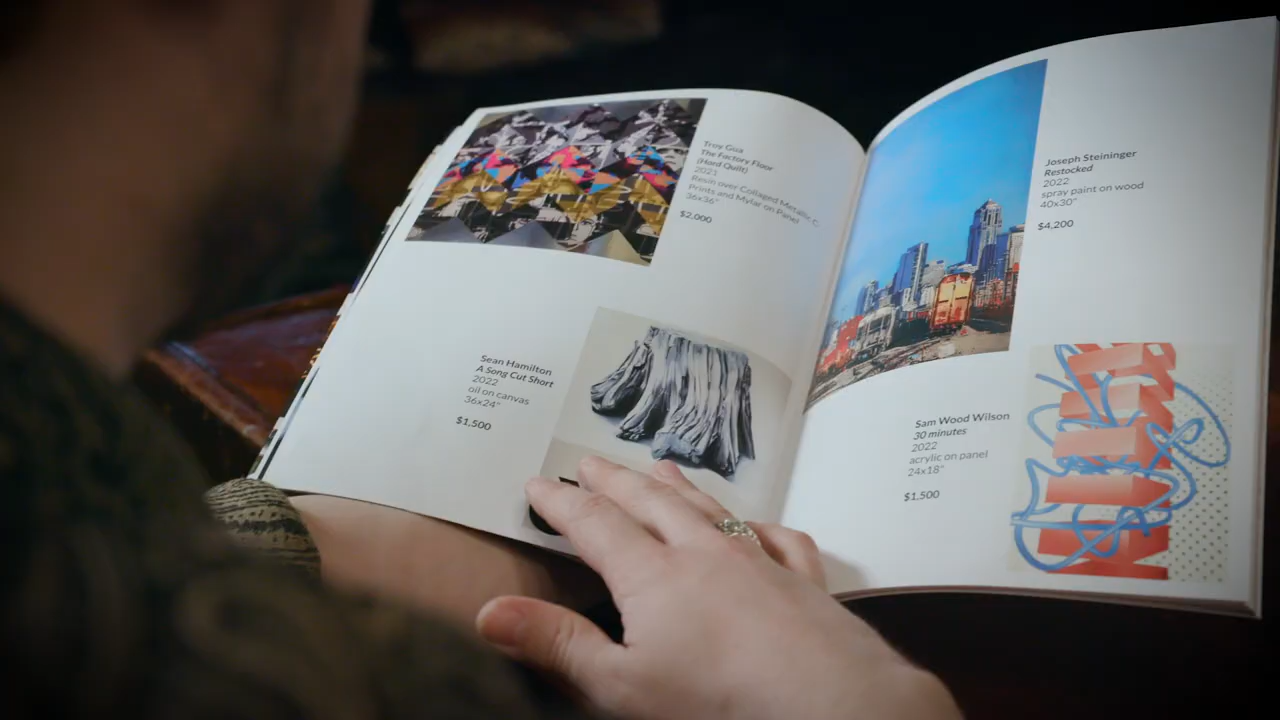 Troy Gua
The Factory Floor
(Hard Quilt)
2021
Resin over Collaged Metallic C
Prints and Mylar on Panel
36x36"
$2,000
Sean Hamilton
A Song Cut Short
2022
oil on canvas
36x24"
$1,500
Joseph Steininger
Restocked
2022
spray paint on wood
40x30"
$4,200
Sam Wood Wilson
30 minutes
2022
acrylic on panel
24x18"
$1,500